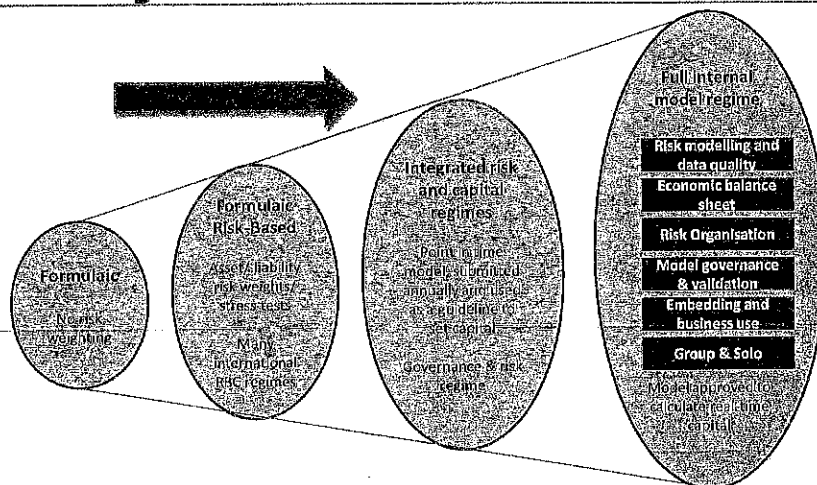 Formulaic
No risk
weighting
Formulaic
Risk-Based
Asset/liability
risk weights/
stress tests
Many
international
RBC regimes
Integrated risk
and capital
regimes
Point in time
model submitted
annually and used
as guideline to
set capital
Governance & risk
regime
Full internal
model regime
Risk modelling and
data quality
Economic balance
sheet
Risk Organisation
Model governance
& validation
Embedding and
business use
Group & Solo
Model approved to
calculate real time
capital